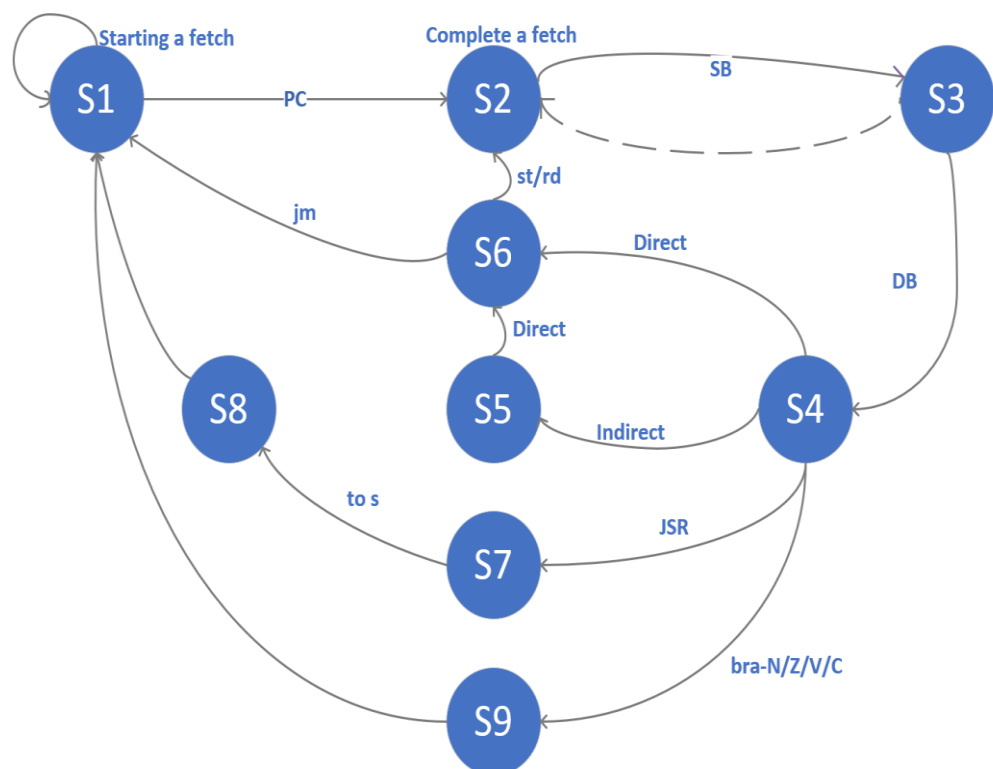 Starting a fetch
Complete a fetch
S1
PC
S2
SB
S3
st/rd
jm
S6
Direct
DB
Direct
S8
S5
Indirect
S4
to s
S7
JSR
bra-N/Z/V/C
S9